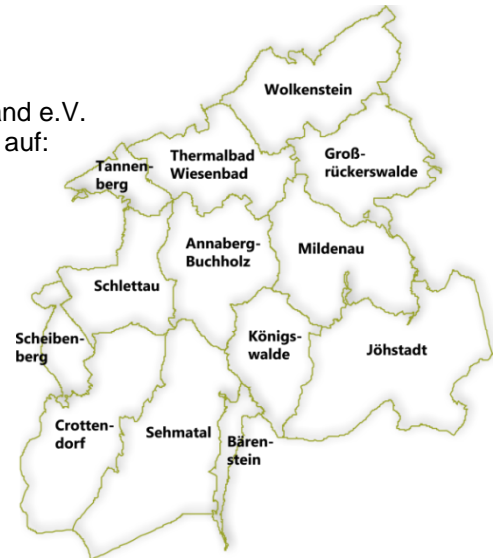 and e.V.
auf:
Wolkenstein
Thermalbad
Wiesenbad
Groß-
rückerswalde
Tannen-
berg
Annaberg-
Buchholz
Mildenau
Schlettau
Scheiben-
berg
Königs-
walde
Jöhstadt
Crotten-
dorf
Sehmatal
Bären-
stein